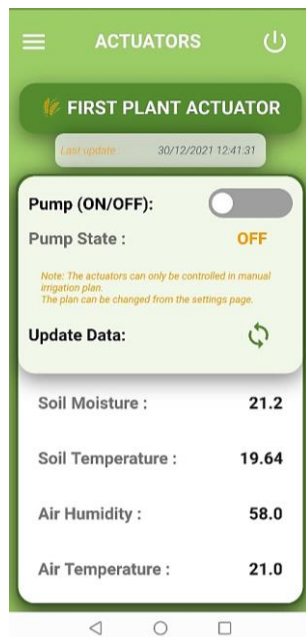 ACTUATORS
FIRST PLANT ACTUATOR
Last update : 30/12/2021 12:41:31
Pump (ON/OFF):
Pump State : OFF
Note: The actuators can only be controlled in manual
irrigation plan.
The plan can be changed from the settings page.
Update Data:
Soil Moisture : 21.2
Soil Temperature : 19.64
Air Humidity : 58.0
Air Temperature : 21.0